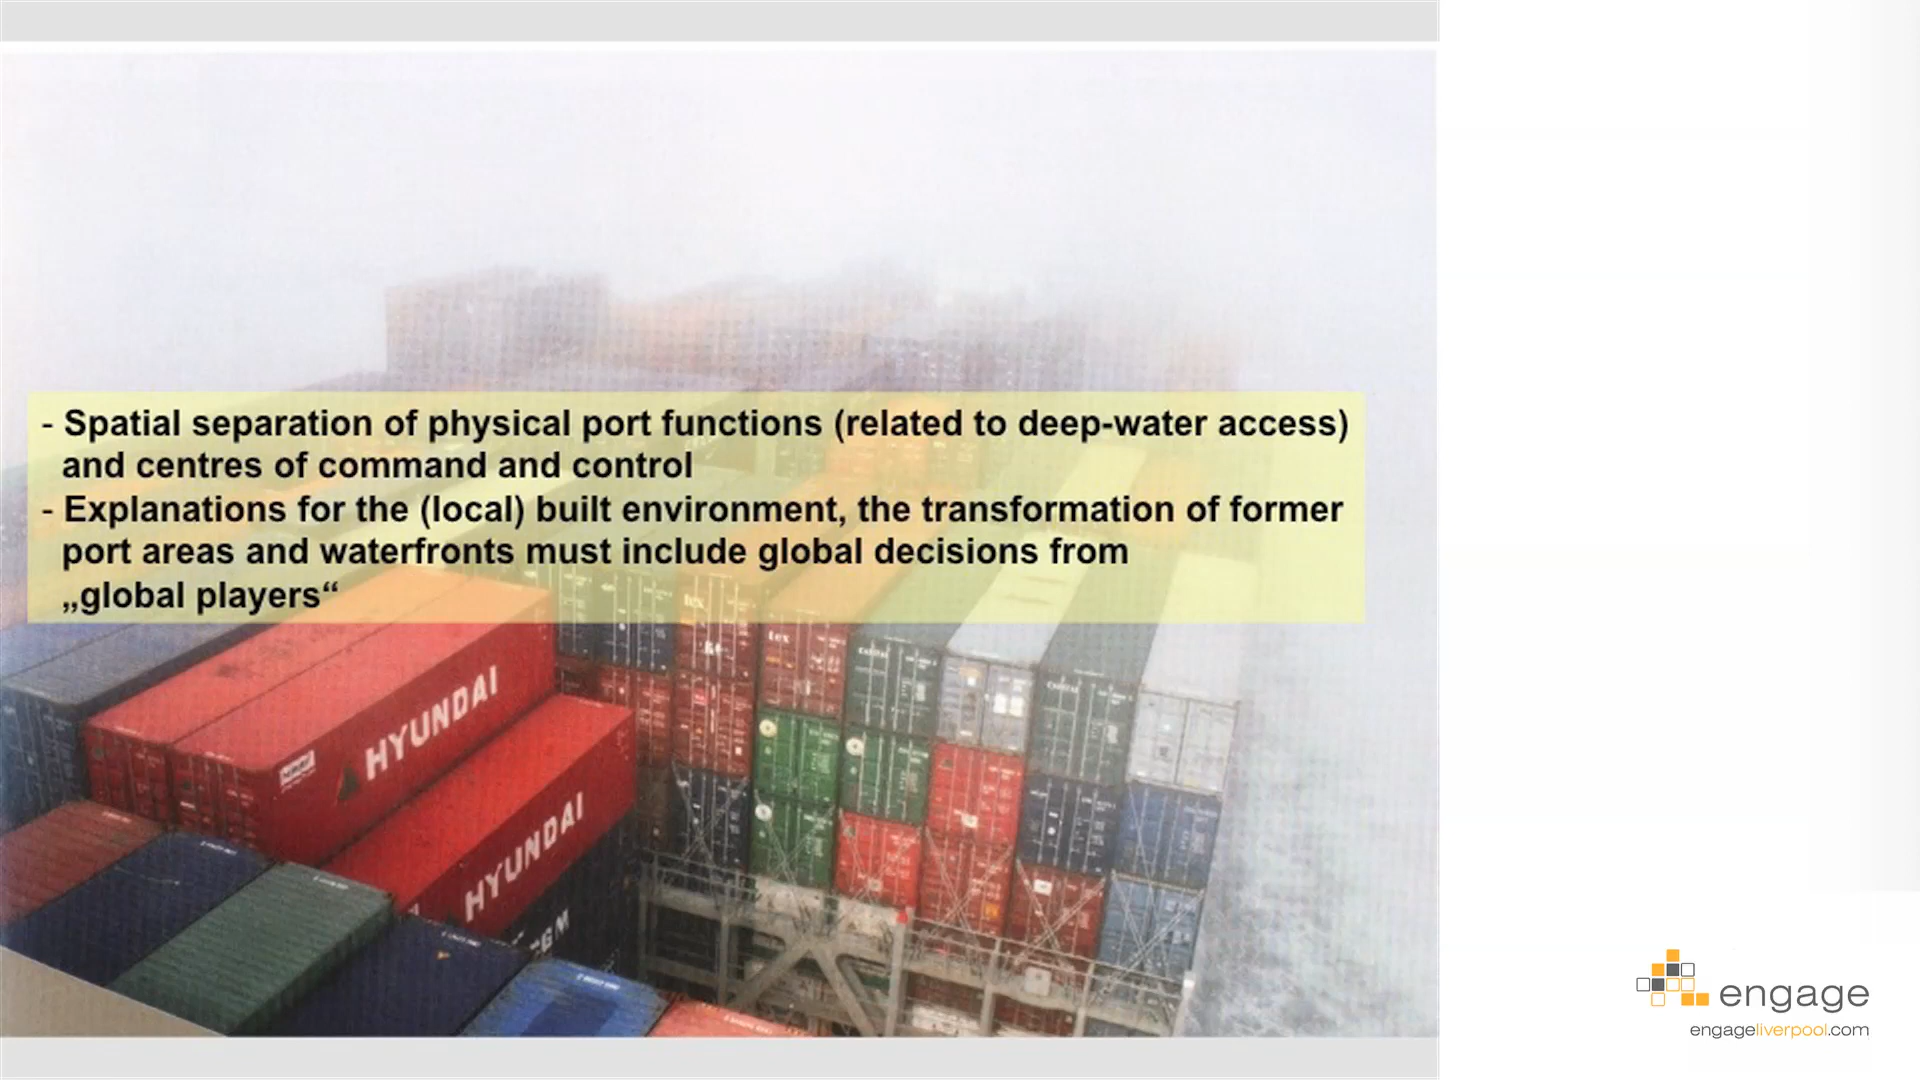 - Spatial separation of physical port functions (related to deep-water access)
and centres of command and control
- Explanations for the (local) built environment, the transformation of former
port areas and waterfronts must include global decisions from
„global players“
HYUNDAI
HYUNDAI
tex
engage
engageliverpool.com